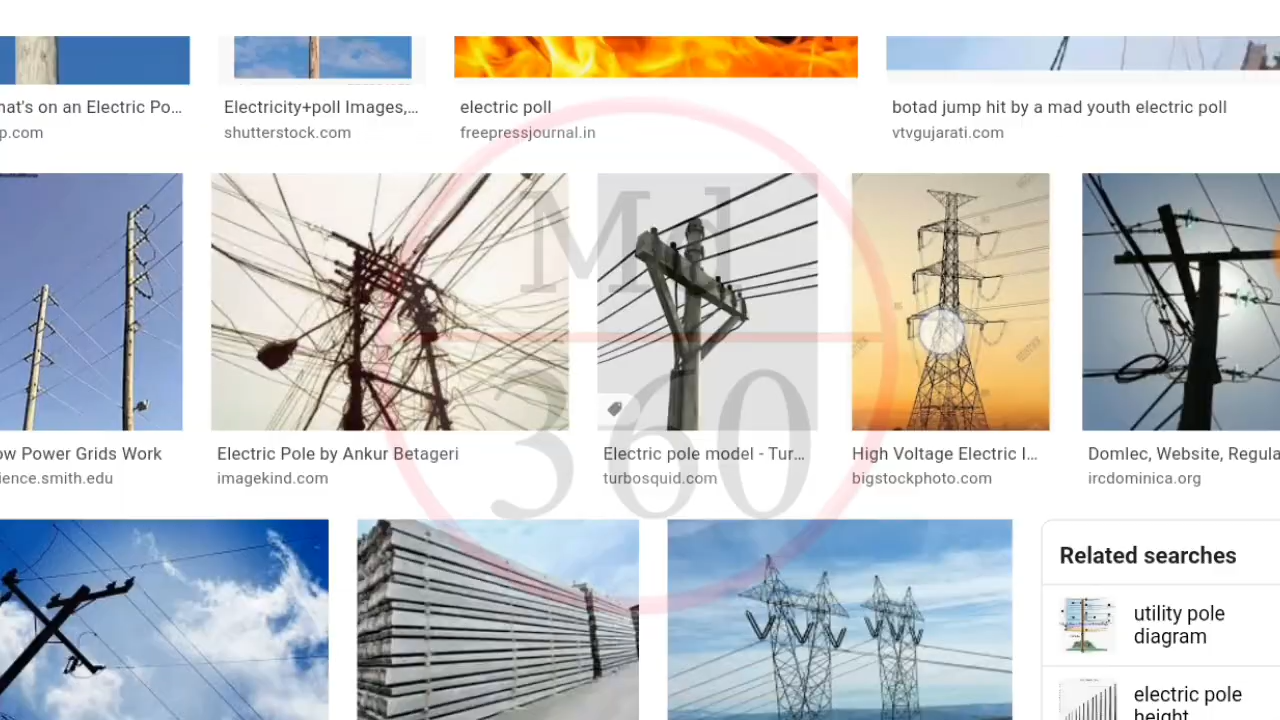 hat's on an Electric Po...
Electricity+poll Images,...
electric poll
botad jump hit by a mad youth electric poll
p.com
shutterstock.com
freepressjournal.in
vtvgujarati.com
Md
360
ow Power Grids Work
Electric Pole by Ankur Betageri
Electric pole model - Tur...
High Voltage Electric I...
Domlec, Website, Regula
ience.smith.edu
imagekind.com
turbosquid.com
bigstockphoto.com
ircdominica.org
Related searches
utility pole
diagram
electric pole
height